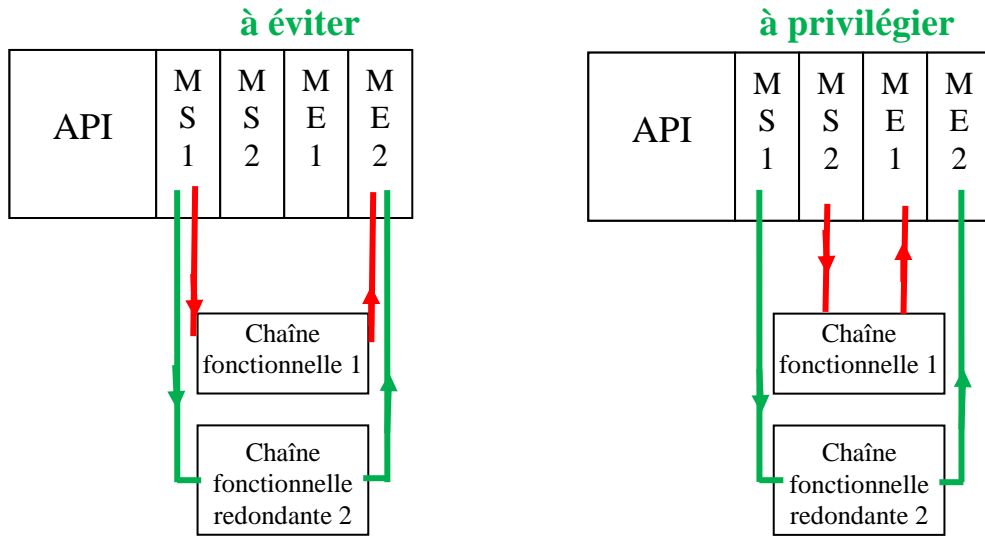 à éviter
API
M
S
1
M
S
2
M
E
1
M
E
2
Chaîne
fonctionnelle 1
Chaîne
fonctionnelle
redondante 2
à privilégier
API
M
S
1
M
S
2
M
E
1
M
E
2
Chaîne
fonctionnelle 1
Chaîne
fonctionnelle
redondante 2